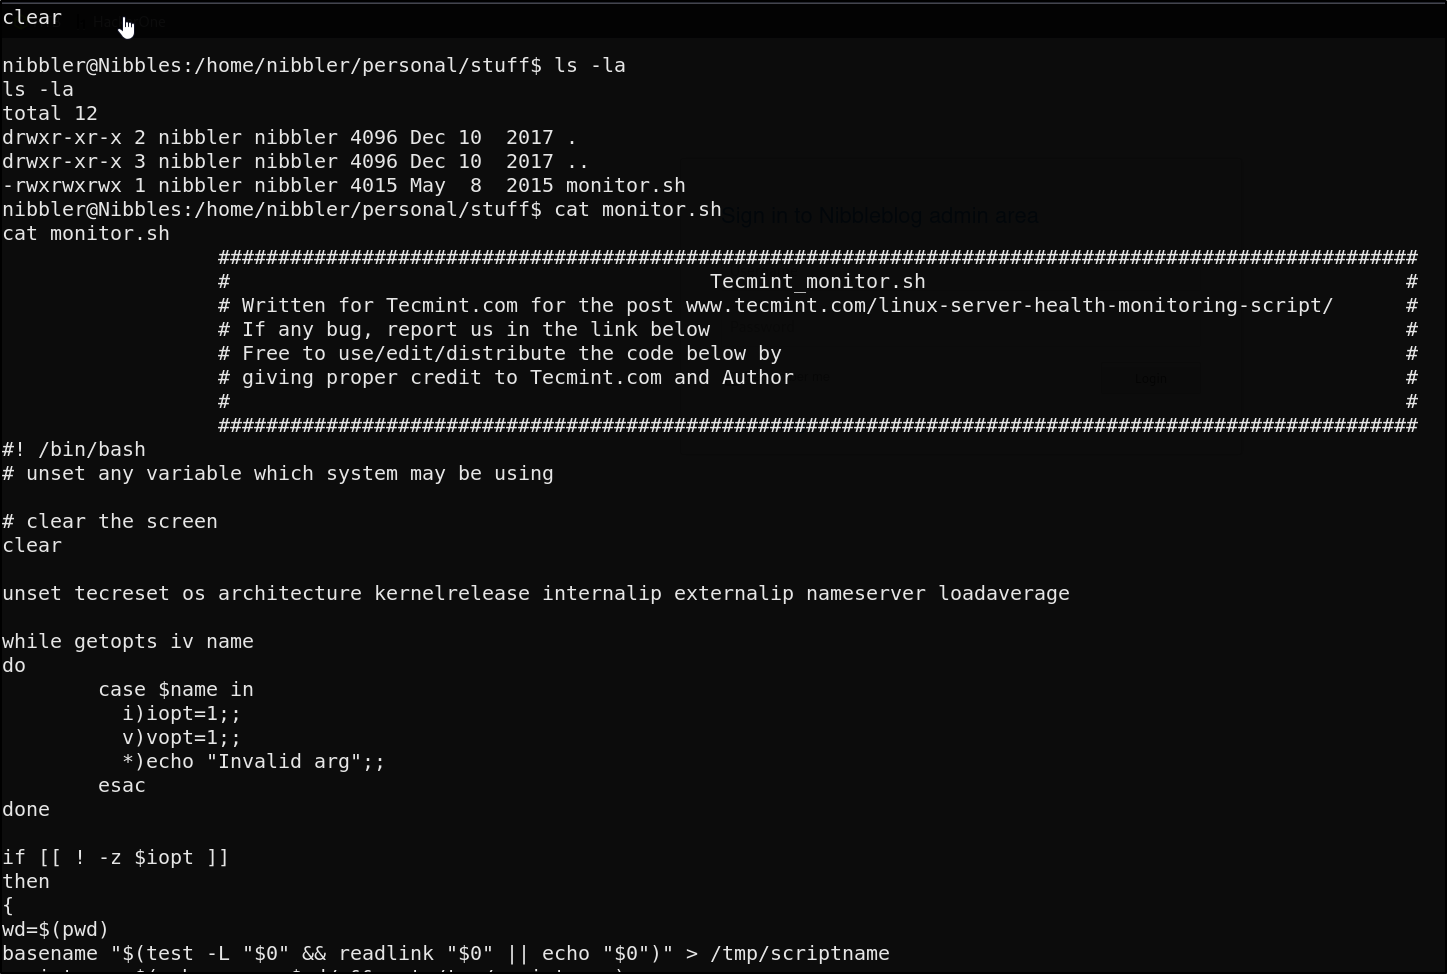 clear
nibbler@Nibbles:/home/nibbler/personal/stuff$ ls -la
ls -la
total 12
drwxr-xr-x 2 nibbler nibbler 4096 Dec 10  2017 .
drwxr-xr-x 3 nibbler nibbler 4096 Dec 10  2017 ..
-rwxrwxrwx 1 nibbler nibbler 4015 May  8  2015 monitor.sh
nibbler@Nibbles:/home/nibbler/personal/stuff$ cat monitor.sh
Sign in to Nibbleblog admin area
cat monitor.sh
                  ####################################################################################################
                  #                                        Tecmint_monitor.sh                                        #
                  # Written for Tecmint.com for the post www.tecmint.com/linux-server-health-monitoring-script/      #
                  # If any bug, report us in the link below                                                          #
                  # Free to use/edit/distribute the code below by                                                    #
                  # giving proper credit to Tecmint.com and Author                                                   #
Login
                  #                                                                                                  #
                  ####################################################################################################
#! /bin/bash
# unset any variable which system may be using
# clear the screen
clear
unset tecreset os architecture kernelrelease internalip externalip nameserver loadaverage
while getopts iv name
do
        case $name in
          i)iopt=1;;
          v)vopt=1;;
          *)echo "Invalid arg";;
        esac
done
if [[ ! -z $iopt ]]
then
{
wd=$(pwd)
basename "$(test -L "$0" && readlink "$0" || echo "$0")" > /tmp/scriptname